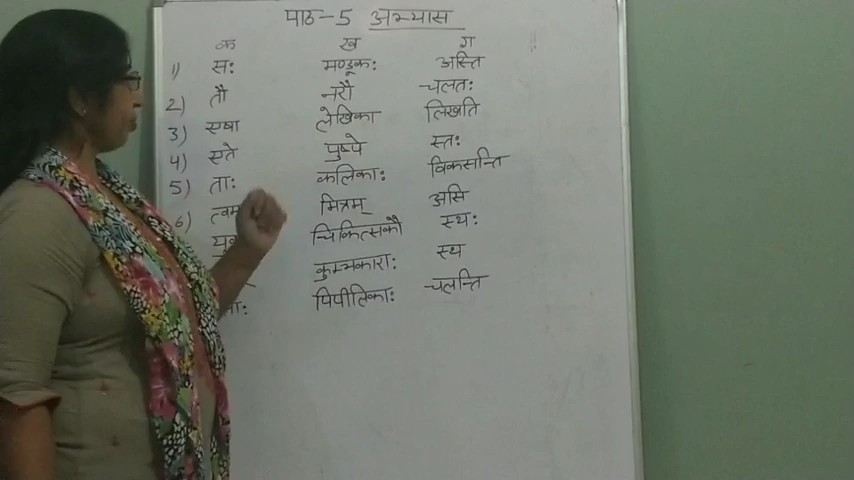 पाठ-5 अभ्यास
क ख ग
1) सः मण्डूकः अस्ति
2) तौ नरौ चलतः
3) एषा लेखिका लिखति
4) एते पुष्पे स्तः
5) ताः कलिकाः विकसन्ति
6) मित्रम् असि
चिकित्सकौ स्थः
कुम्भकाराः स्थ
पिपीलिकाः चलन्ति